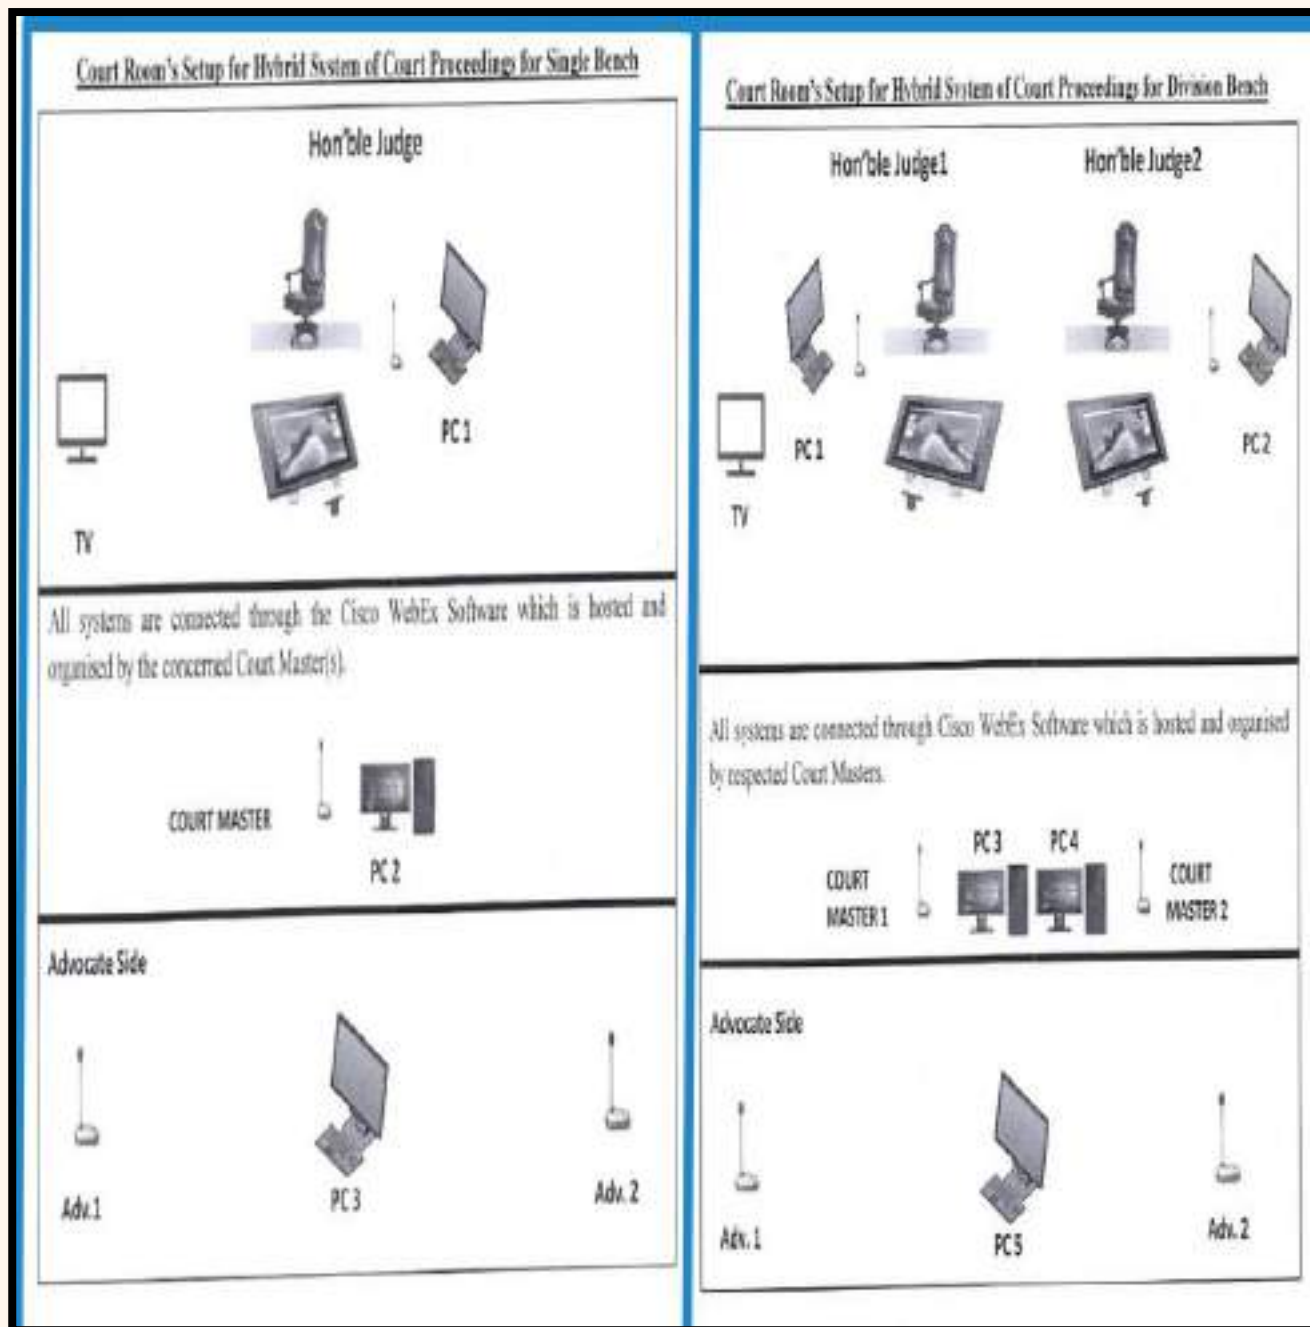 Court Room's Setup for Hybrid System of Court Proceedings for Single Bench
Hon'ble Judge
PC 1
TV
All systems are connected through the Cisco WebEx Software which is hosted and
organised by the concerned Court Master(s).
COURT MASTER
PC 2
Advocate Side
Adv.1
PC 3
Adv. 2
Court Room's Setup for Hybrid System of Court Proceedings for Division Bench
Hon'ble Judge1
Hon'ble Judge2
PC 1
PC 2
TV
All systems are connected through Cisco WebEx Software which is hosted and organised
by respected Court Masters.
PC 3
PC 4
COURT
MASTER 1
COURT
MASTER 2
Advocate Side
Adv. 1
PC 5
Adv. 2